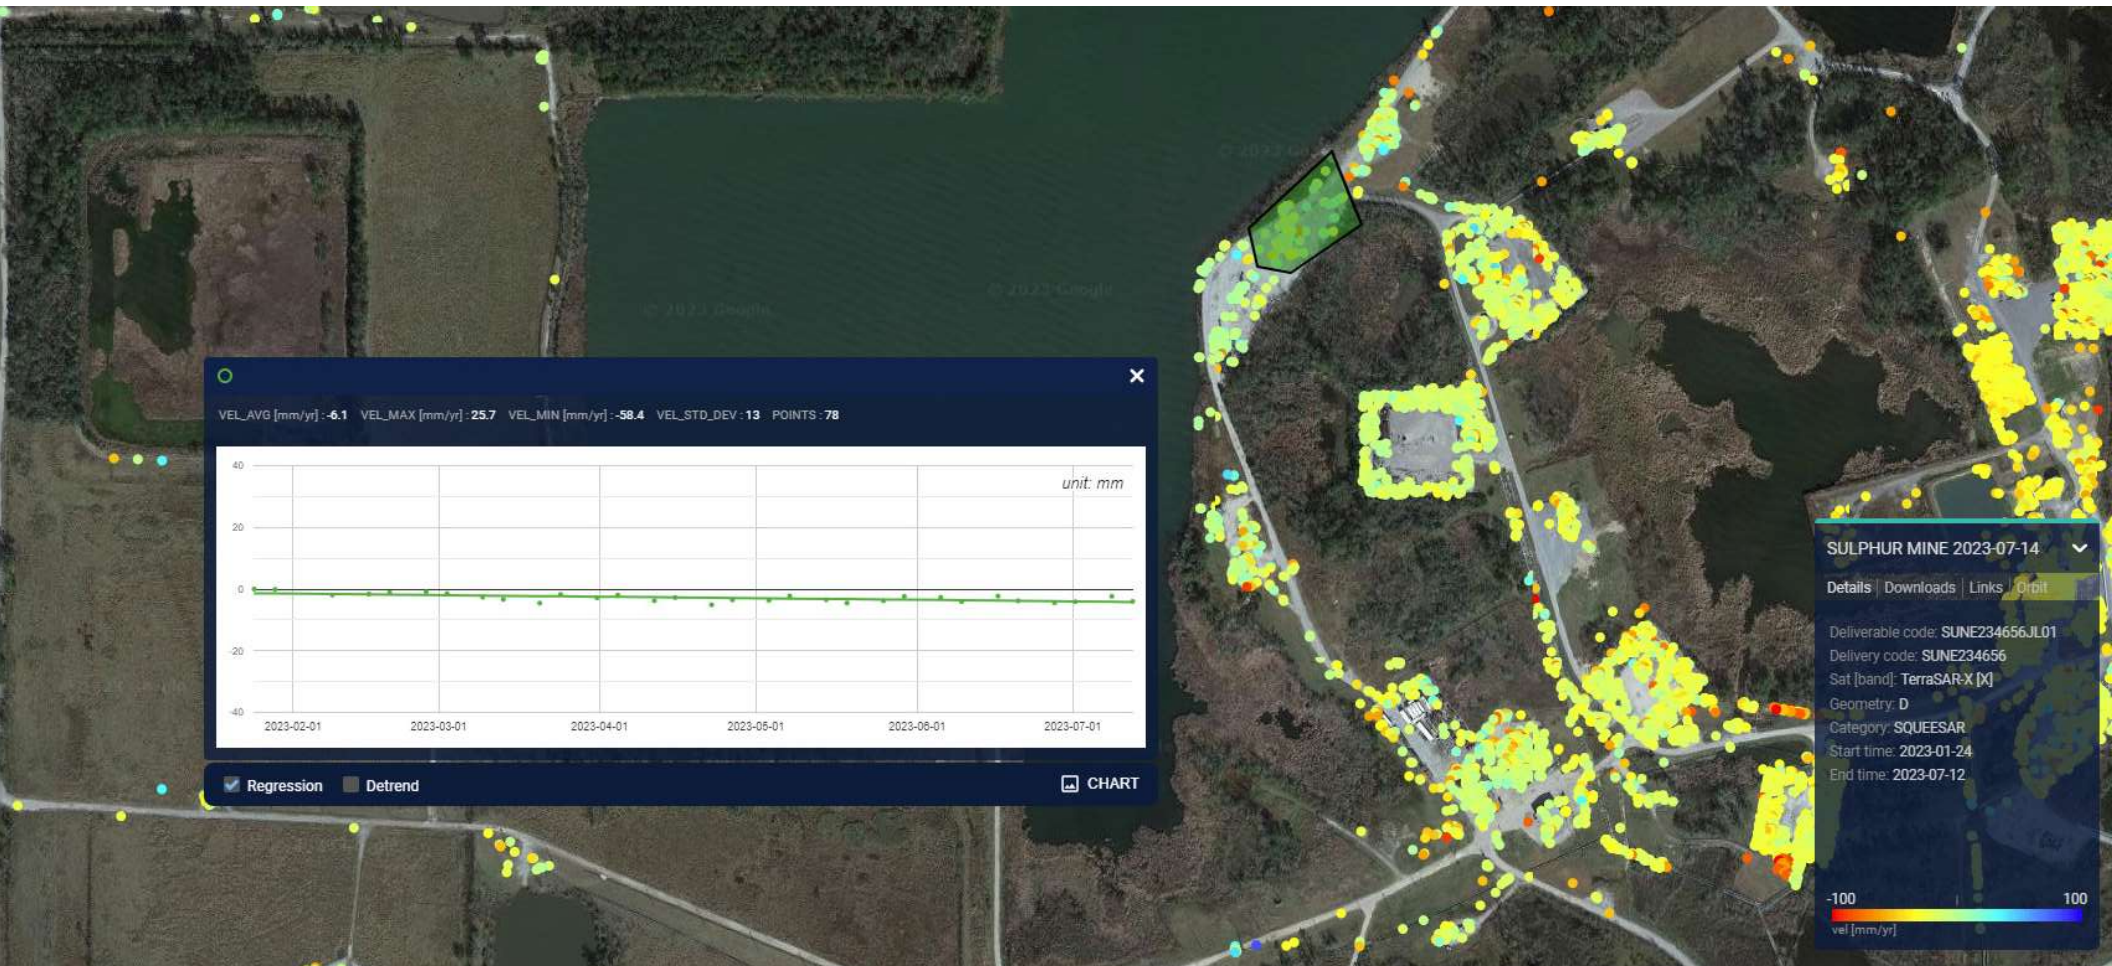 © 2023 Google
© 2023 Google
VEL_AVG [mm/yr] : -6.1 VEL_MAX [mm/yr] : 25.7 VEL_MIN [mm/yr] : -58.4 VEL_STD_DEV : 13 POINTS : 78
unit: mm
40
20
0
-20
-40
2023-02-01 2023-03-01 2023-04-01 2023-05-01 2023-06-01 2023-07-01
Regression Detrend CHART
SULPHUR MINE 2023-07-14
Details Downloads Links Orbit
Deliverable code: SUNE234656JL01
Delivery code: SUNE234656
Sat [band]: TerraSAR-X [X]
Geometry: D
Category: SQUEESAR
Start time: 2023-01-24
End time: 2023-07-12
-100 100
vel [mm/yr]